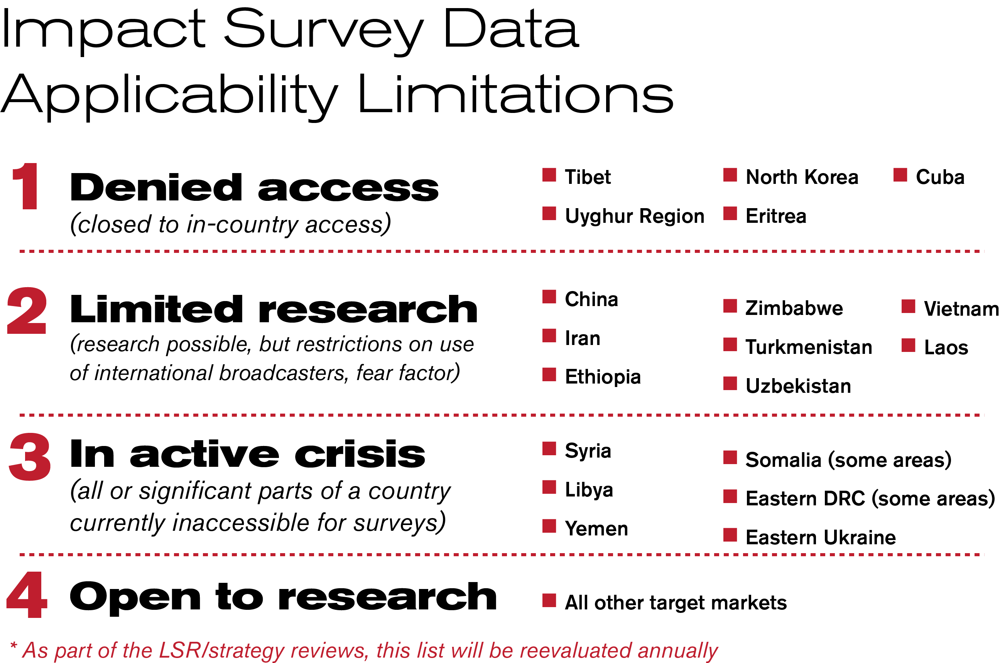 Impact Survey Data
Applicability Limitations
1 Denied access
(closed to in-country access)
Tibet
Uyghur Region
North Korea
Eritrea
Cuba
2 Limited research
(research possible, but restrictions on use
of international broadcasters, fear factor)
China
Iran
Ethiopia
Zimbabwe
Turkmenistan
Uzbekistan
Vietnam
Laos
3 In active crisis
(all or significant parts of a country
currently inaccessible for surveys)
Syria
Libya
Yemen
Somalia (some areas)
Eastern DRC (some areas)
Eastern Ukraine
4 Open to research
All other target markets
* As part of the LSR/strategy reviews, this list will be reevaluated annually